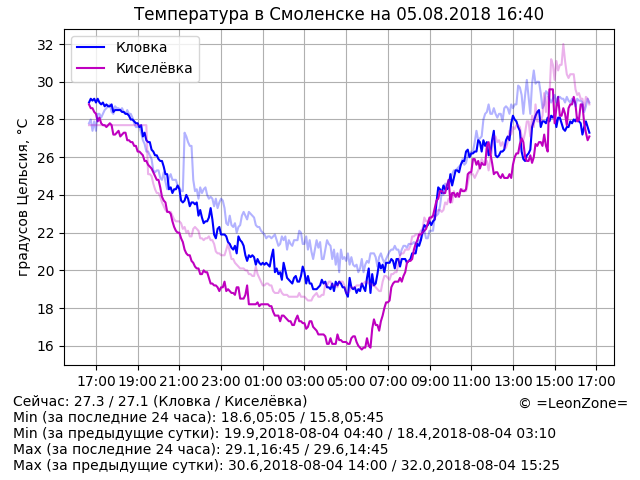 Температура в Смоленске на 05.08.2018 16:40
Кловка
Киселёвка
градусов Цельсия, °C
32
30
28
26
24
22
20
18
16
17:00 19:00 21:00 23:00 01:00 03:00 05:00 07:00 09:00 11:00 13:00 15:00 17:00
Сейчас: 27.3 / 27.1 (Кловка / Киселёвка)
© =LeonZone=
Min (за последние 24 часа): 18.6,05:05 / 15.8,05:45
Min (за предыдущие сутки): 19.9,2018-08-04 04:40 / 18.4,2018-08-04 03:10
Max (за последние 24 часа): 29.1,16:45 / 29.6,14:45
Max (за предыдущие сутки): 30.6,2018-08-04 14:00 / 32.0,2018-08-04 15:25